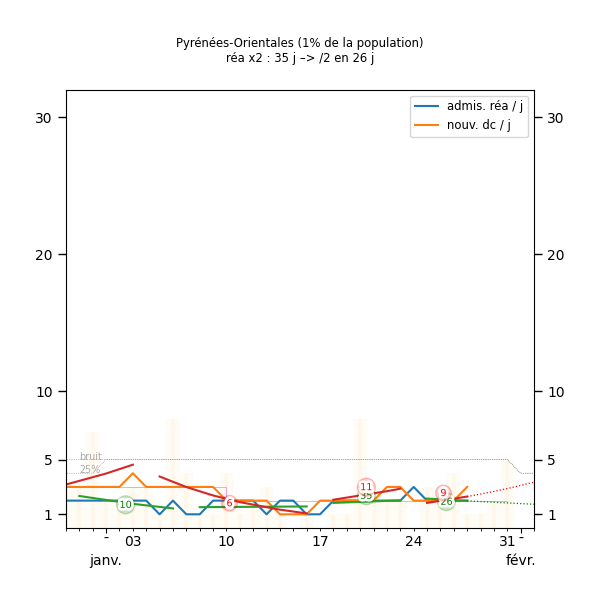 Pyrénées-Orientales (1% de la population)
réa x2 : 35 j –> /2 en 26 j
admis. réa / j
nouv. dc / j
30 30
20 20
10 10
5 5
1 1
bruit
25%
10
6
11
35
9
26
03 10 17 24 31
janv. févr.